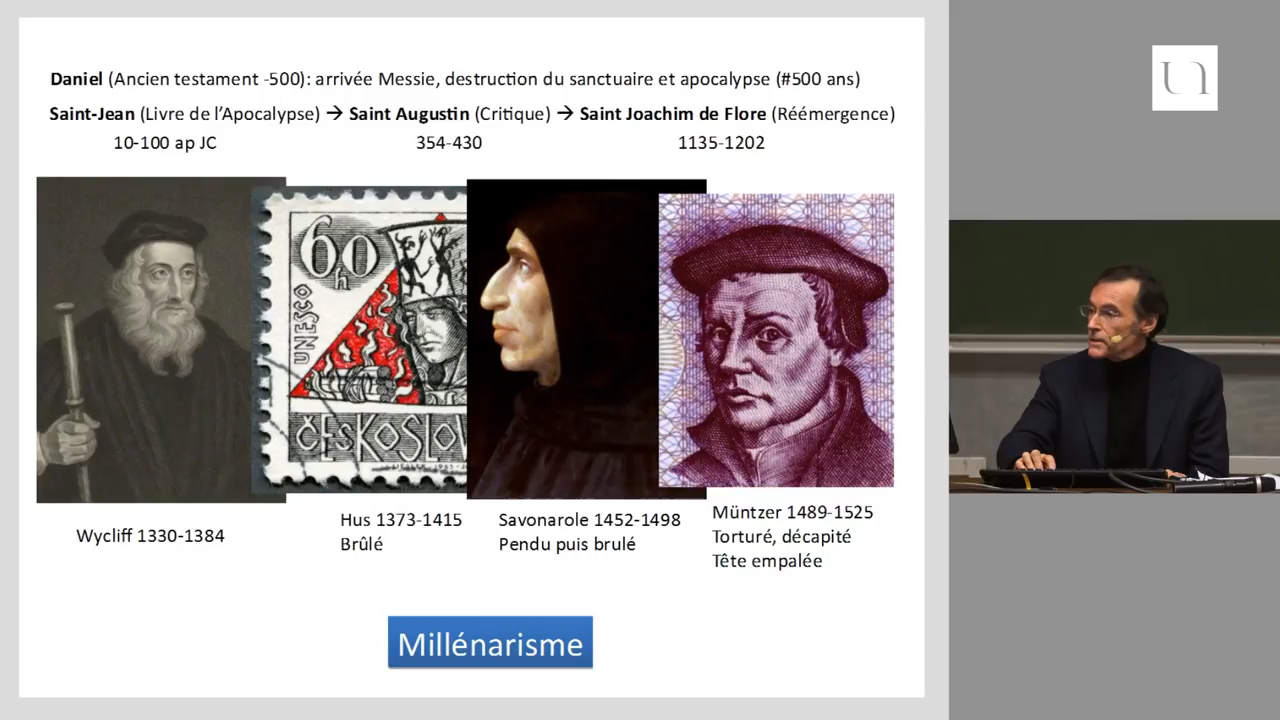 Daniel (Ancien testament -500): arrivée Messie, destruction du sanctuaire et apocalypse (#500 ans)
Saint-Jean (Livre de l'Apocalypse) → Saint Augustin (Critique) → Saint Joachim de Flore (Réémergence)
10-100 ap JC 354-430 1135-1202
60
h
UNESCO
ČESKOSLOV
Wycliff 1330-1384
Hus 1373-1415
Brûlé
Savonarole 1452-1498
Pendu puis brulé
Müntzer 1489-1525
Torturé, décapité
Tête empalée
Millénarisme